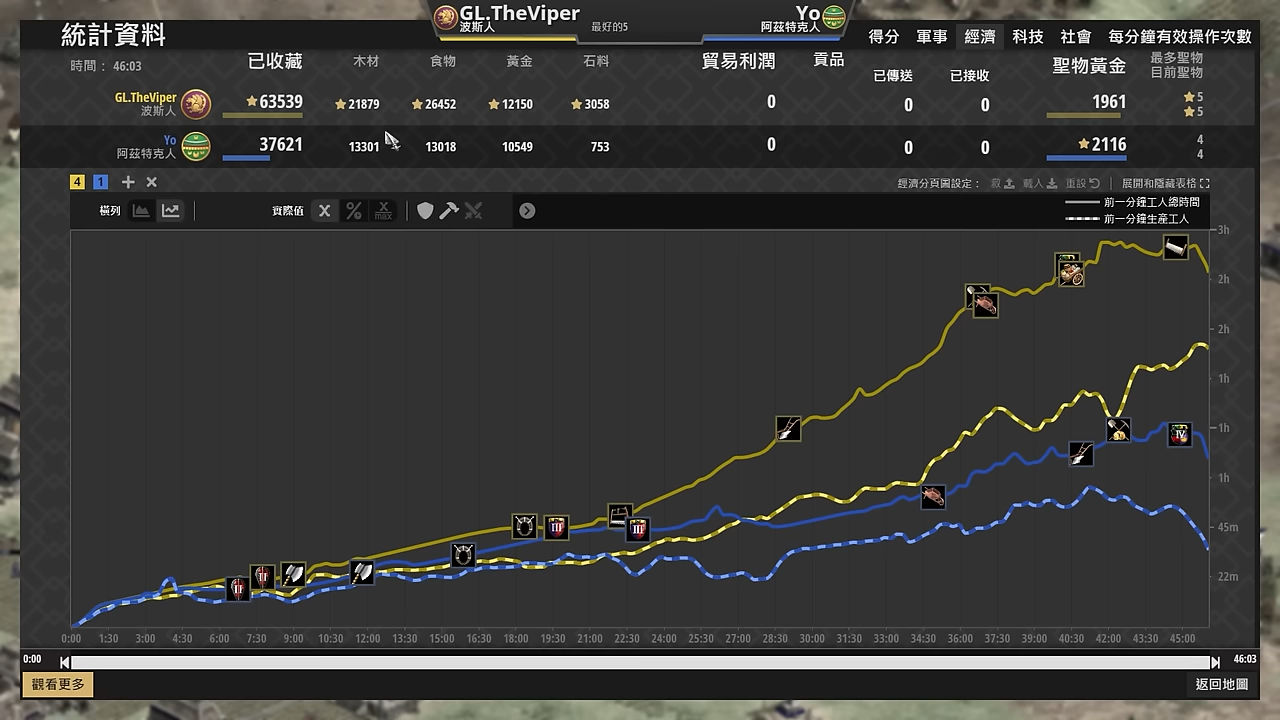 GL.TheViper
波斯人
最好的5
Yo
阿茲特克人
統計資料
得分 軍事 經濟 科技 社會 每分鐘有效操作次數
時間： 46:03
已收藏 木材 食物 黃金 石料 貿易利潤 貢品 已傳送 已接收 聖物黃金 最多聖物
目前聖物
GL.TheViper
波斯人
63539 21879 26452 12150 3058 0 0 0 1961 5
5
Yo
阿茲特克人
37621 13301 13018 10549 753 0 0 0 2116 4
4
4 1
經濟分頁圖設定： 載入 重設 展開和隱藏表格
橫列 實際值 X % X max
前一分鐘工人總時間
前一分鐘生產工人
3h
2h
2h
1h
1h
1h
45m
22m
II II III III IV
0:00 1:30 3:00 4:30 6:00 7:30 9:00 10:30 12:00 13:30 15:00 16:30 18:00 19:30 21:00 22:30 24:00 25:30 27:00 28:30 30:00 31:30 33:00 34:30 36:00 37:30 39:00 40:30 42:00 43:30 45:00
0:00 46:03
觀看更多 返回地圖